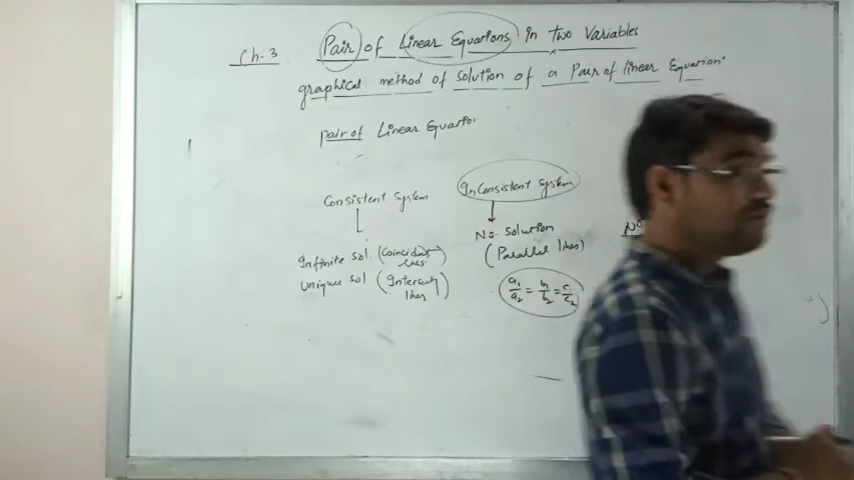 Ch-3 Pair of Linear Equations in two Variables
graphical method of solution of a Pair of linear Equation
pair of Linear Equation
Consistent System
Inconsistent System
No solution
(Parallel lines)
Infinite sol (Coincident lines)
Unique sol (Intersect lines)
a₁/a₂ = b₁/b₂ = c₁/c₂
No